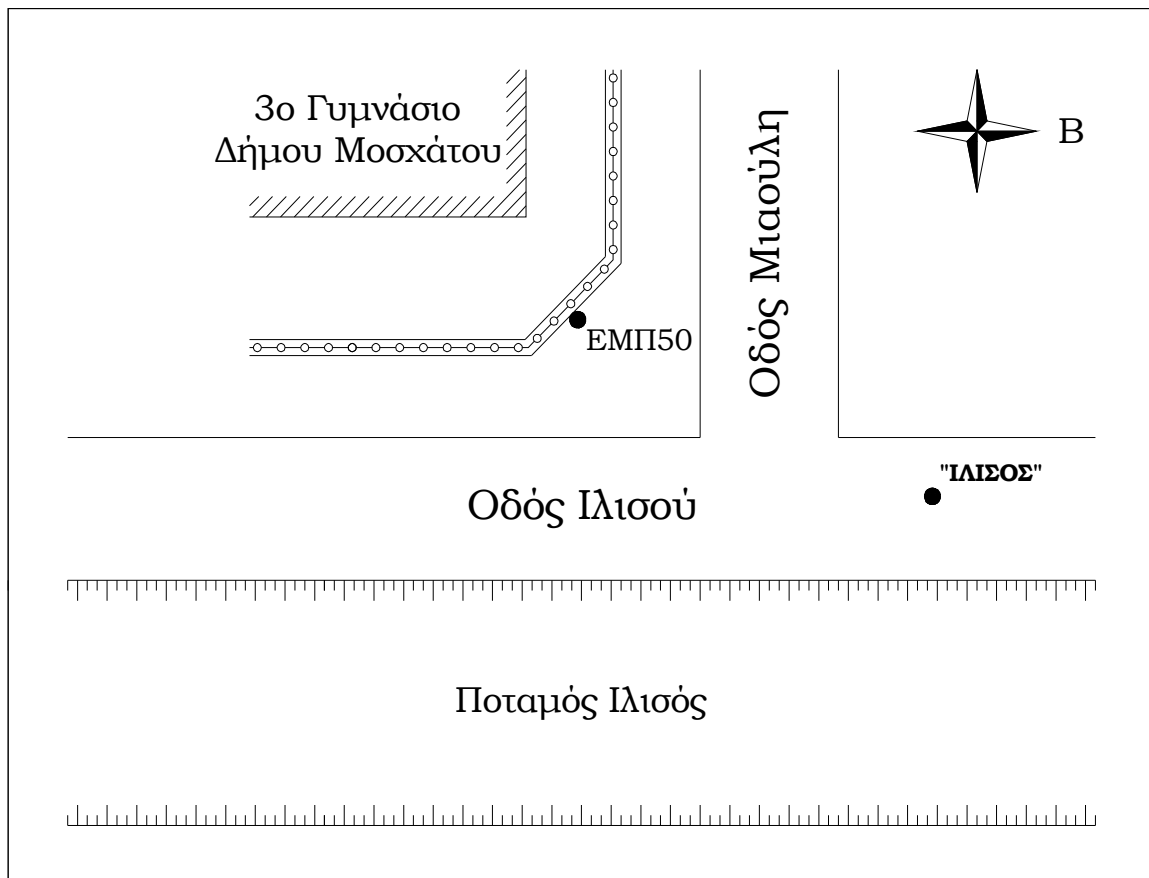 3ο Γυμνάσιο
Δήμου Μοσχάτου
Β
Οδός Μιαούλη
ΕΜΠ50
"ΙΛΙΣΟΣ"
Οδός Ιλισού
Ποταμός Ιλισός